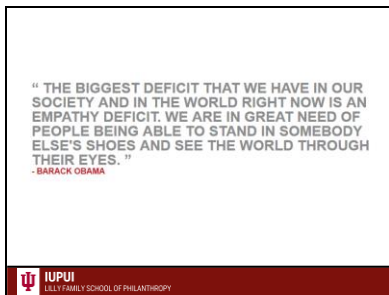 “ THE BIGGEST DEFICIT THAT WE HAVE IN OUR
SOCIETY AND IN THE WORLD RIGHT NOW IS AN
EMPATHY DEFICIT. WE ARE IN GREAT NEED OF
PEOPLE BEING ABLE TO STAND IN SOMEBODY
ELSE'S SHOES AND SEE THE WORLD THROUGH
THEIR EYES. ”
- BARACK OBAMA
IUPUI
LILLY FAMILY SCHOOL OF PHILANTHROPY